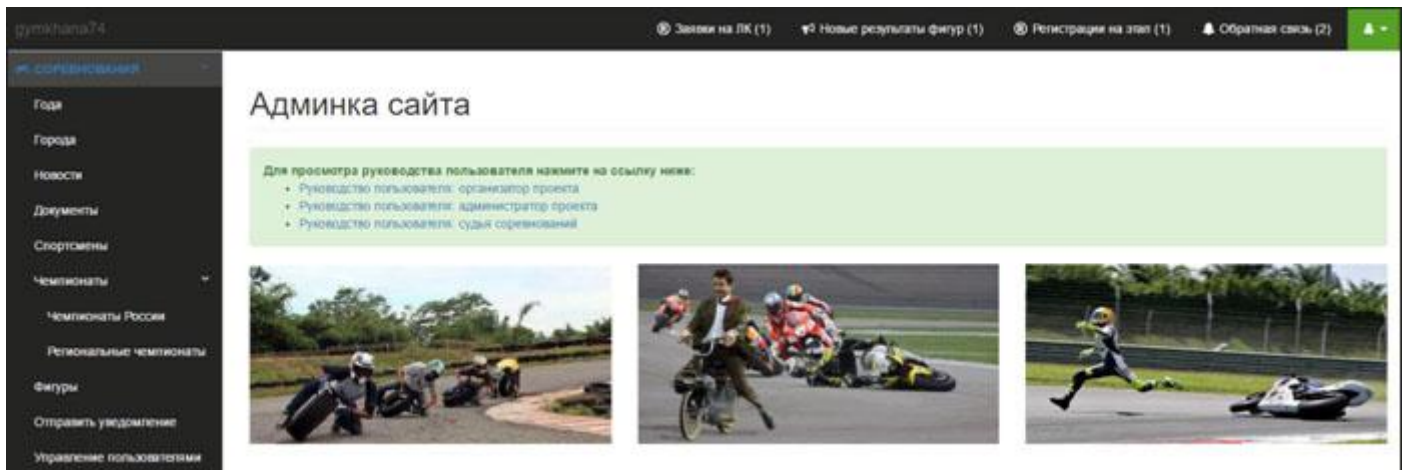 gymkhana74
Заявки на ЛК (1)
Новые результаты фигур (1)
Регистрации на этап (1)
Обратная связь (2)
СОРЕВНОВАНИЯ
Года
Города
Новости
Документы
Спортсмены
Чемпионаты
Чемпионаты России
Региональные чемпионаты
Фигуры
Отправить уведомление
Управление пользователями
Админка сайта
Для просмотра руководства пользователя нажмите на ссылку ниже:
Руководство пользователя: организатор проекта
Руководство пользователя: администратор проекта
Руководство пользователя: судья соревнований